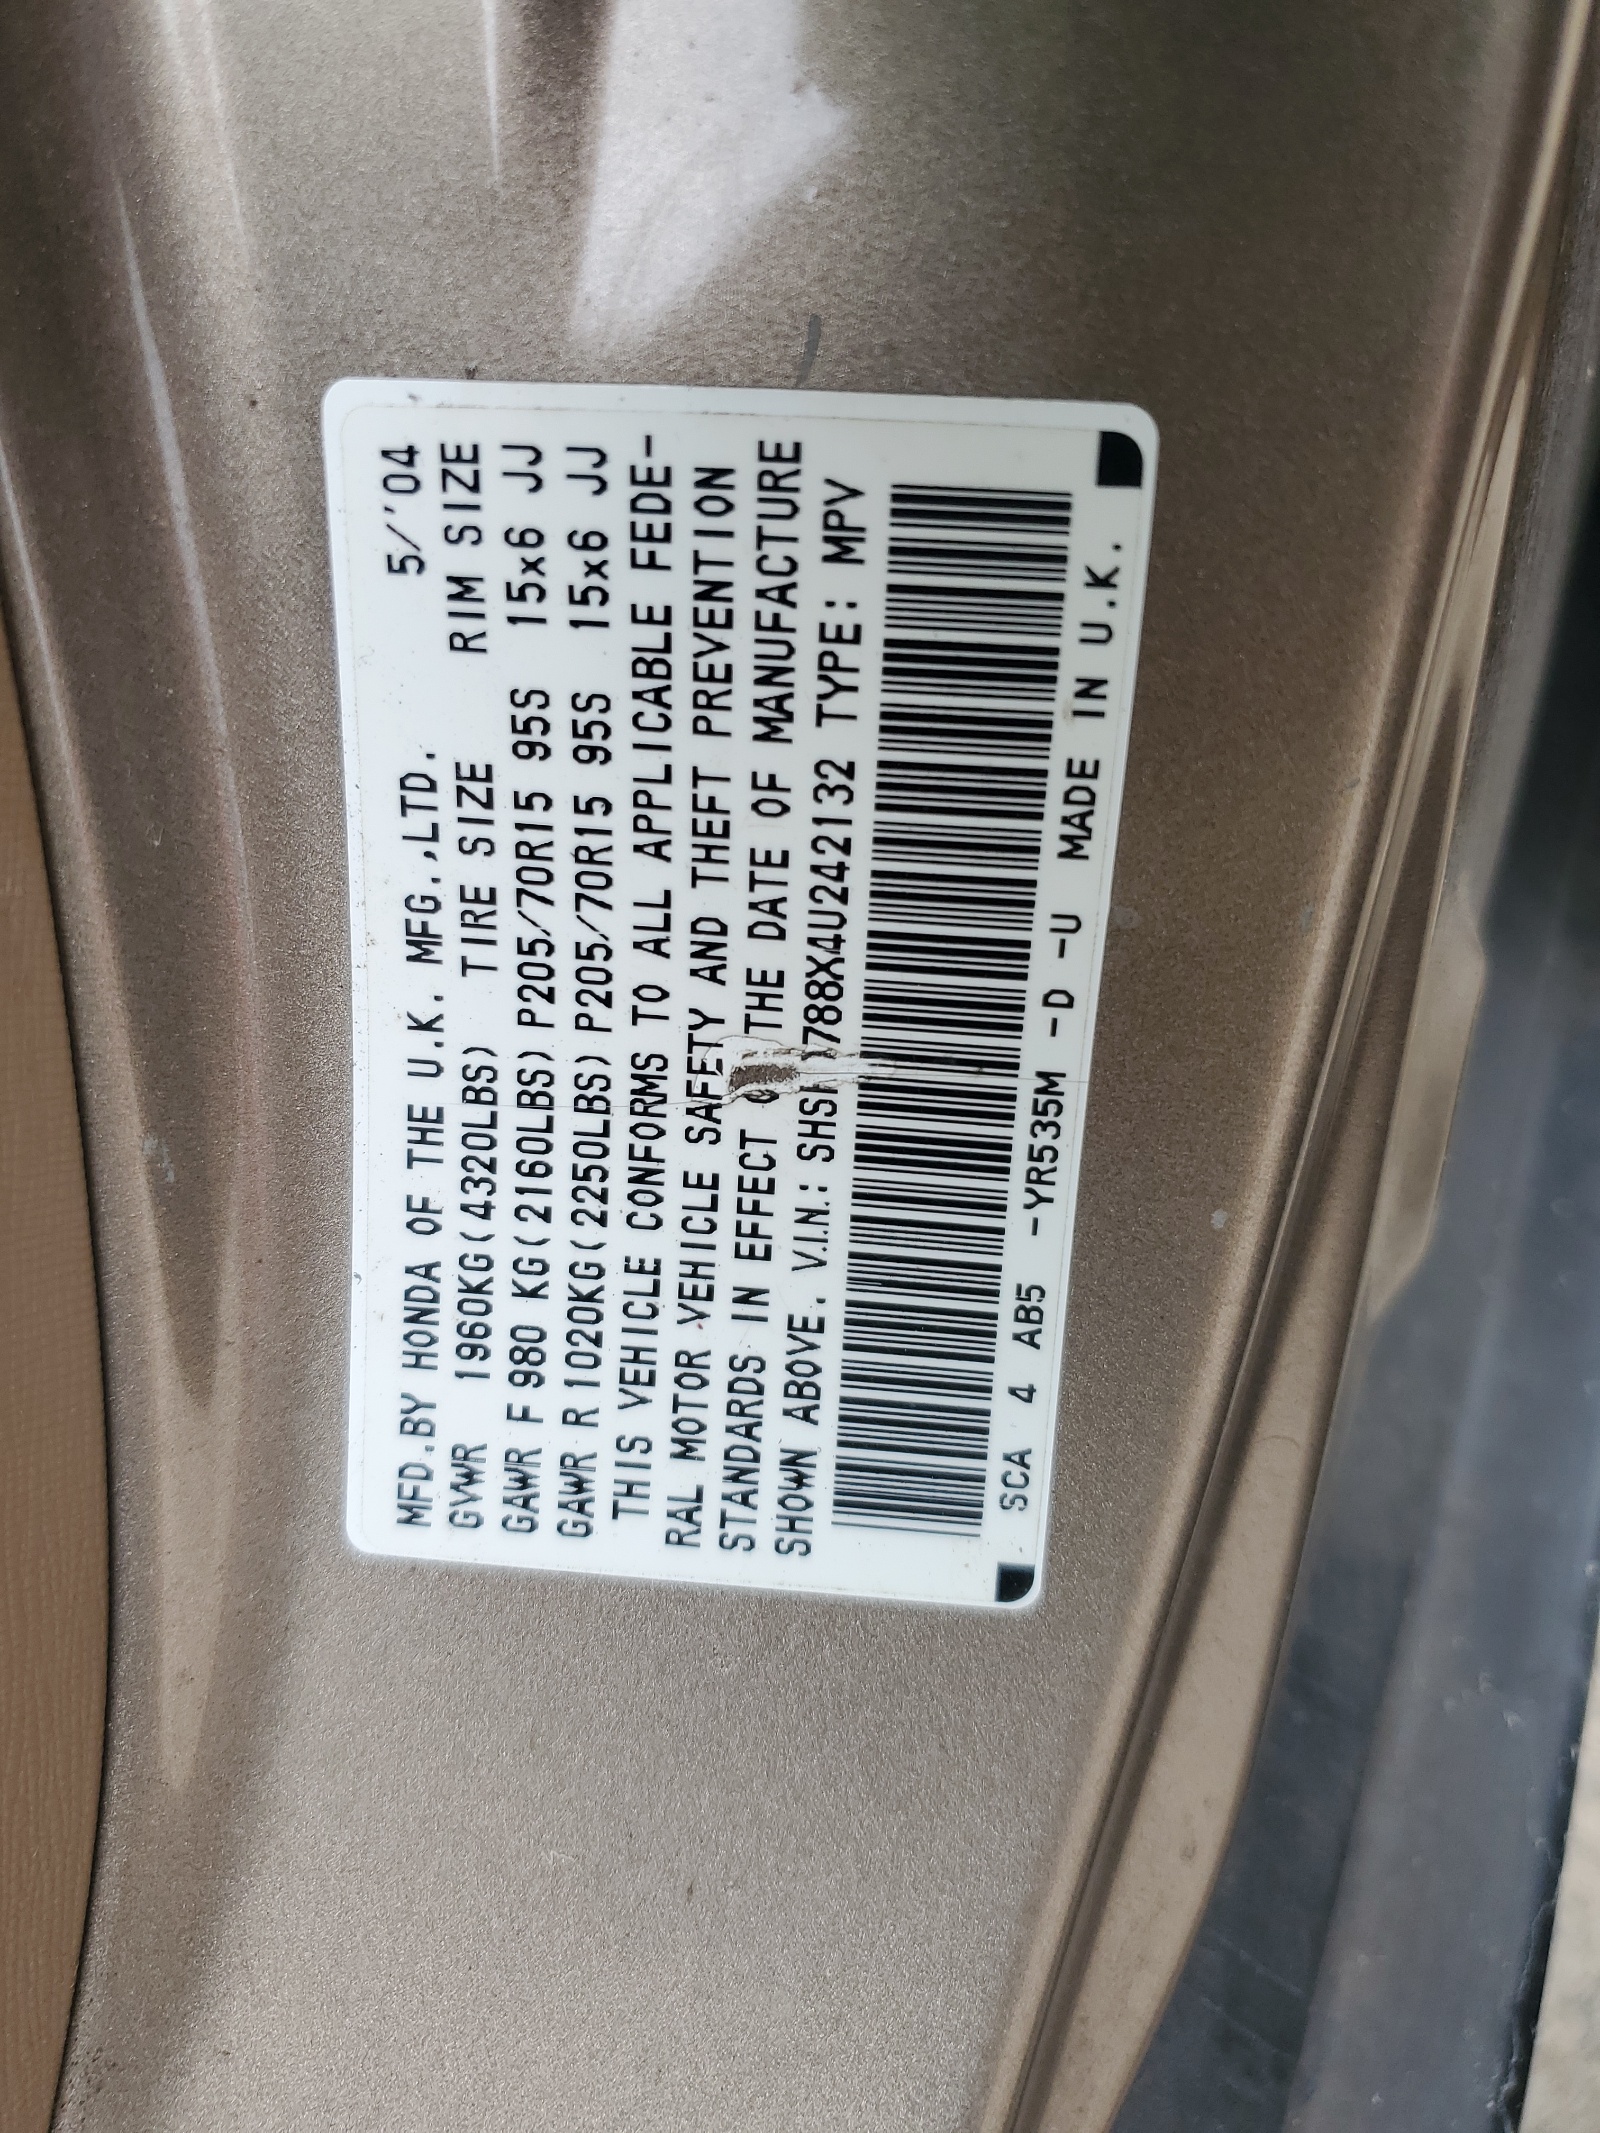 5/'04
MFD.BY HONDA OF THE U.K. MFG.,LTD.
GVWR 1960KG(4320LBS) TIRE SIZE RIM SIZE
GAWR F 980 KG(2160LBS) P205/70R15 95S 15x6 JJ
GAWR R 1020KG(2250LBS) P205/70R15 95S 15x6 JJ
THIS VEHICLE CONFORMS TO ALL APPLICABLE FEDE-
RAL MOTOR VEHICLE SAFETY AND THEFT PREVENTION
STANDARDS IN EFFECT THE DATE OF MANUFACTURE
SHOWN ABOVE. V.I.N.: SHS 788X4U242132 TYPE: MPV
SCA 4 AB5 -YR535M -D -U MADE IN U.K.